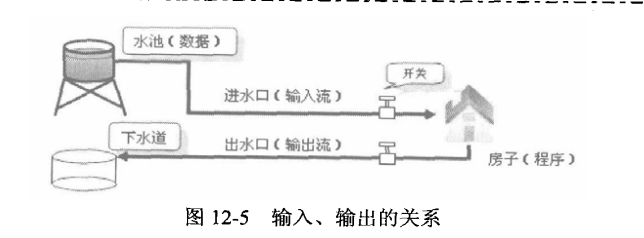 水池（数据）
开关
进水口（输入流）
下水道
出水口（输出流）
房子（程序）
图 12-5 输入、输出的关系